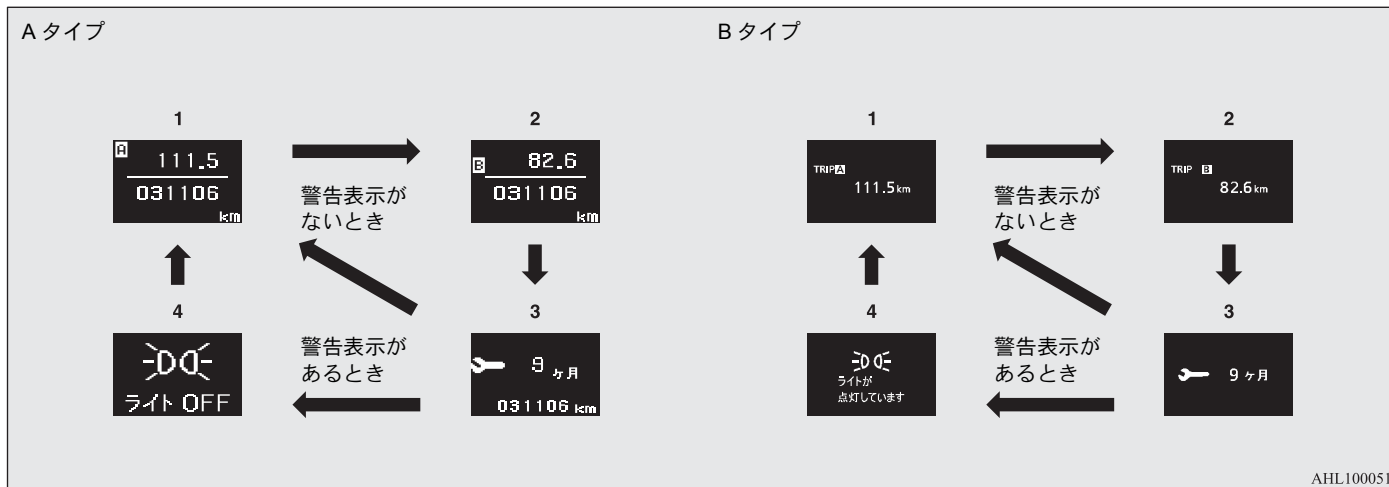 A タイプ
1
A 111.5
031106
km
2
B 82.6
031106
km
警告表示が
ないとき
4
ライト OFF
警告表示が
あるとき
3
9 ヶ月
031106 km
B タイプ
1
TRIP A
111.5 km
2
TRIP B
82.6 km
警告表示が
ないとき
4
ライトが
点灯しています
警告表示が
あるとき
3
9 ヶ月
AHL100051